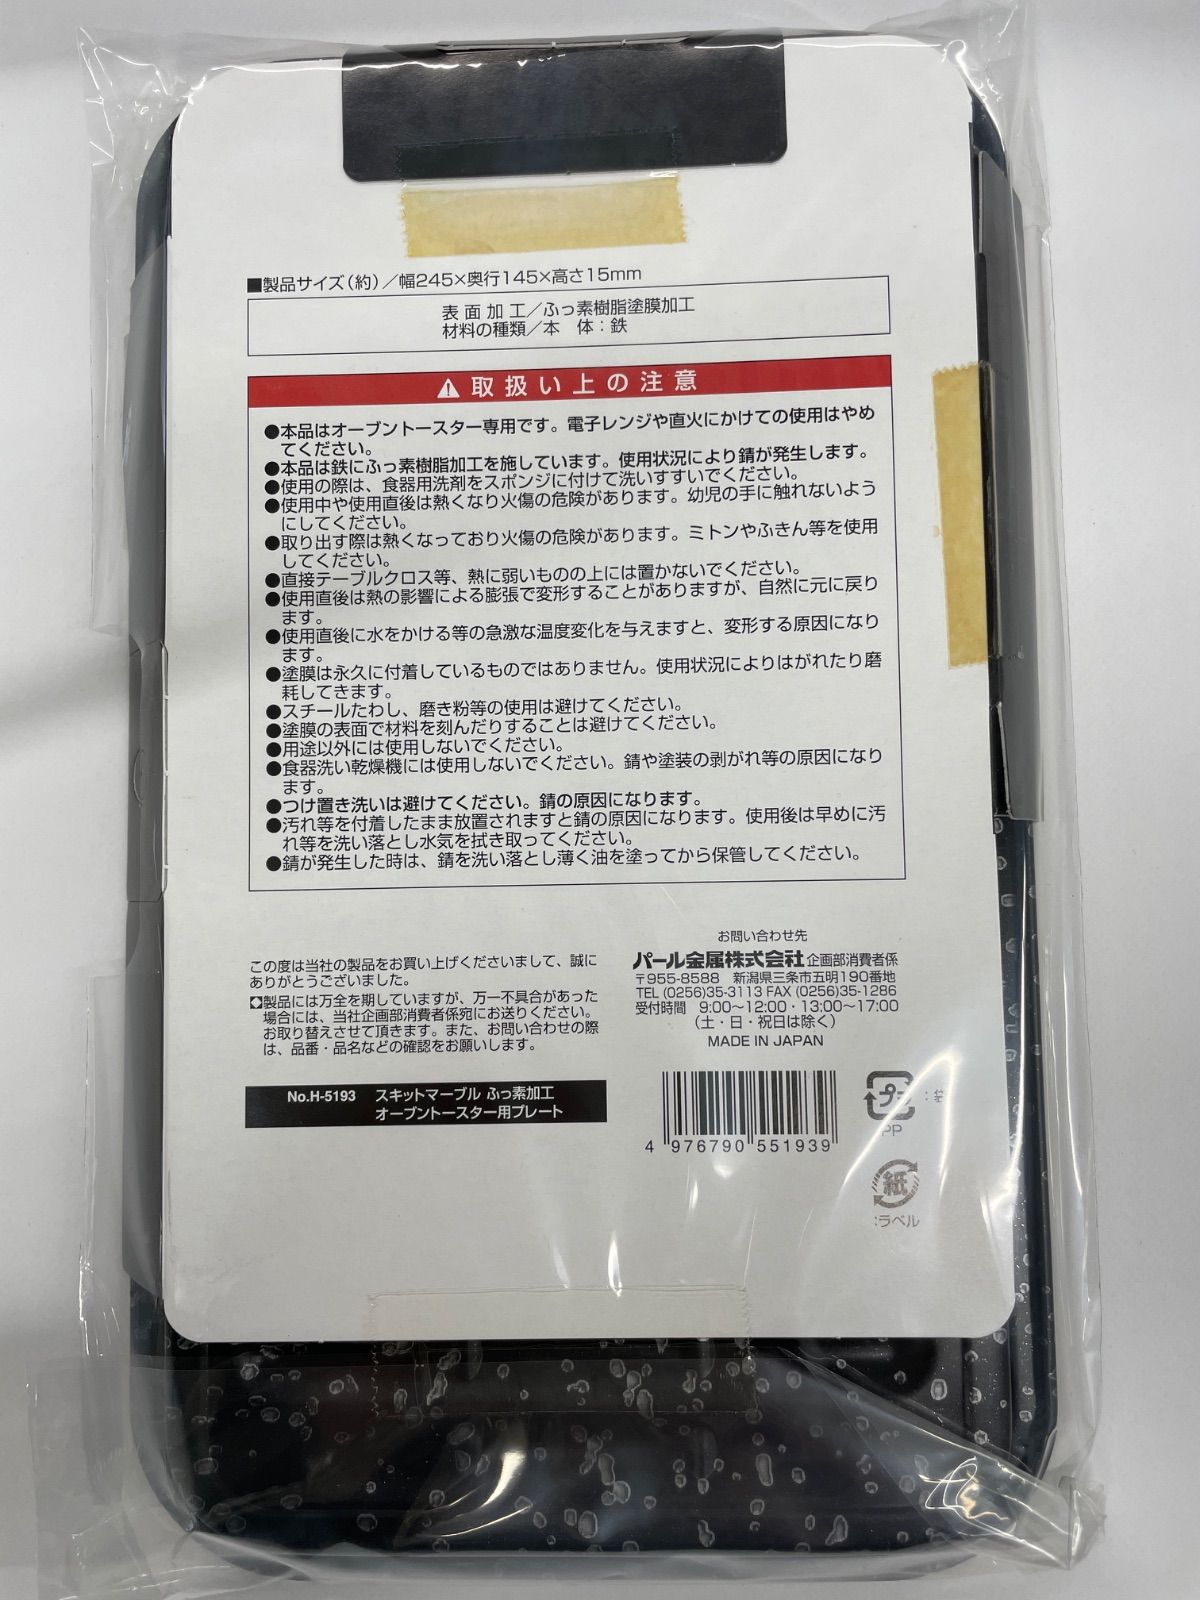 ■製品サイズ(約)／幅245×奥行145×高さ15mm
表面加工／ふっ素樹脂塗膜加工
材料の種類／本　体：鉄
取扱い上の注意
●本品はオーブントースター専用です。電子レンジや直火にかけての使用はやめ
てください。
●本品は鉄にふっ素樹脂加工を施しています。使用状況により錆が発生します。
●使用の際は、食器用洗剤をスポンジに付けて洗いすすいでください。
●使用中や使用直後は熱くなり火傷の危険があります。幼児の手に触れないよう
にしてください。
●取り出す際は熱くなっており火傷の危険があります。ミトンやふきん等を使用
してください。
●直接テーブルクロス等、熱に弱いものの上には置かないでください。
●使用直後は熱の影響による膨張で変形することがありますが、自然に元に戻り
ます。
●使用直後に水をかける等の急激な温度変化を与えますと、変形する原因になり
ます。
●塗膜は永久に付着しているものではありません。使用状況によりはがれたり磨
耗してきます。
●スチールたわし、磨き粉等の使用は避けてください。
●塗膜の表面で材料を刻んだりすることは避けてください。
●用途以外には使用しないでください。
●食器洗い乾燥機には使用しないでください。錆や塗装の剥がれ等の原因になり
ます。
●つけ置き洗いは避けてください。錆の原因になります。
●汚れ等を付着したまま放置されますと錆の原因になります。使用後は早めに汚
れ等を洗い落とし水気を拭き取ってください。
●錆が発生した時は、錆を洗い落とし薄く油を塗ってから保管してください。
この度は当社の製品をお買い上げくださいまして、誠に
ありがとうございました。
◆製品には万全を期していますが、万一不具合があった
場合には、当社企画部消費者係宛にお送りください。
お取り替えさせて頂きます。また、お問い合わせの際
は、品番・品名などの確認をお願いします。
お問い合わせ先
パール金属株式会社 企画部消費者係
〒955-8588　新潟県三条市五明190番地
TEL (0256)35-3113 FAX (0256)35-1286
受付時間　9:00〜12:00・13:00〜17:00
(土・日・祝日は除く)
MADE IN JAPAN
No.H-5193　スキットマーブル ふっ素加工
オーブントースター用プレート
4 976790 551939
プラ
:袋
PP
紙
:ラベル